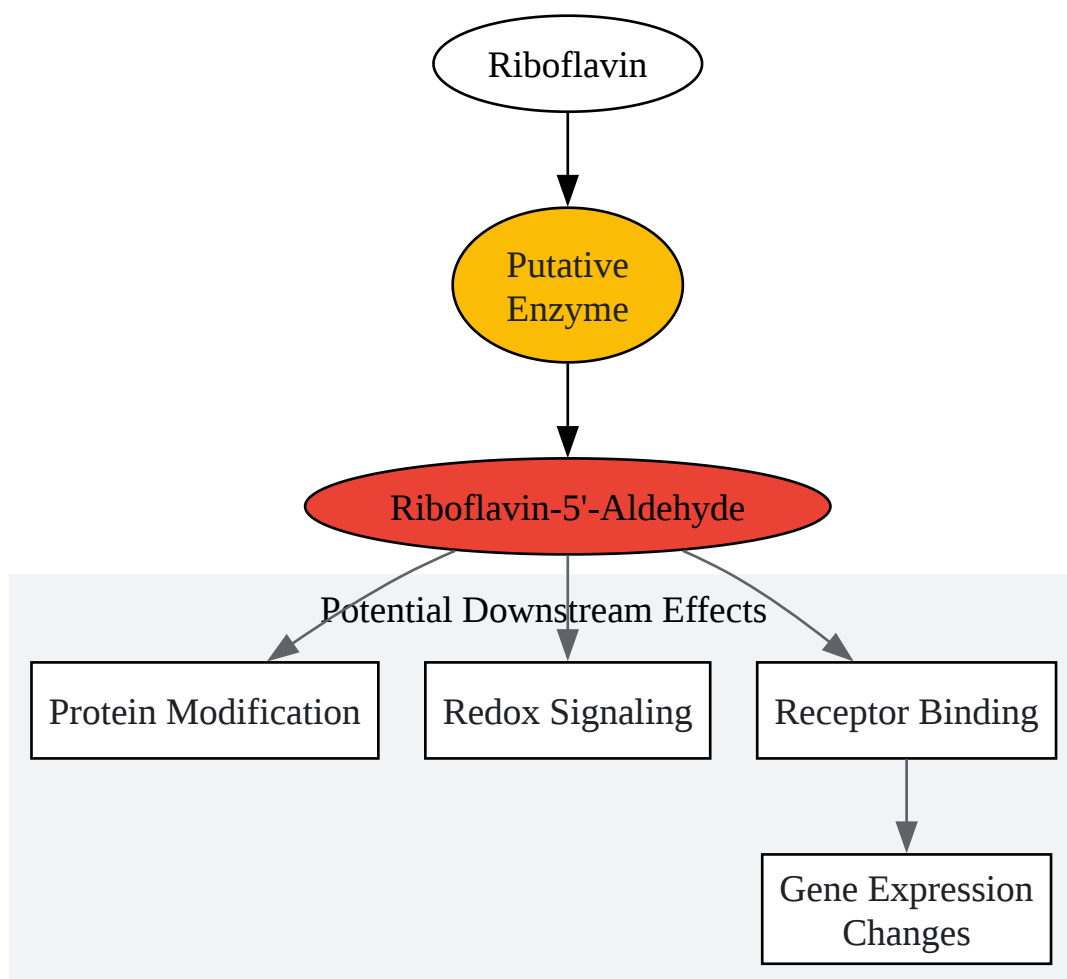 Riboflavin
Putative
Enzyme
Riboflavin-5'-Aldehyde
Potential Downstream Effects
Protein Modification
Redox Signaling
Receptor Binding
Gene Expression
Changes